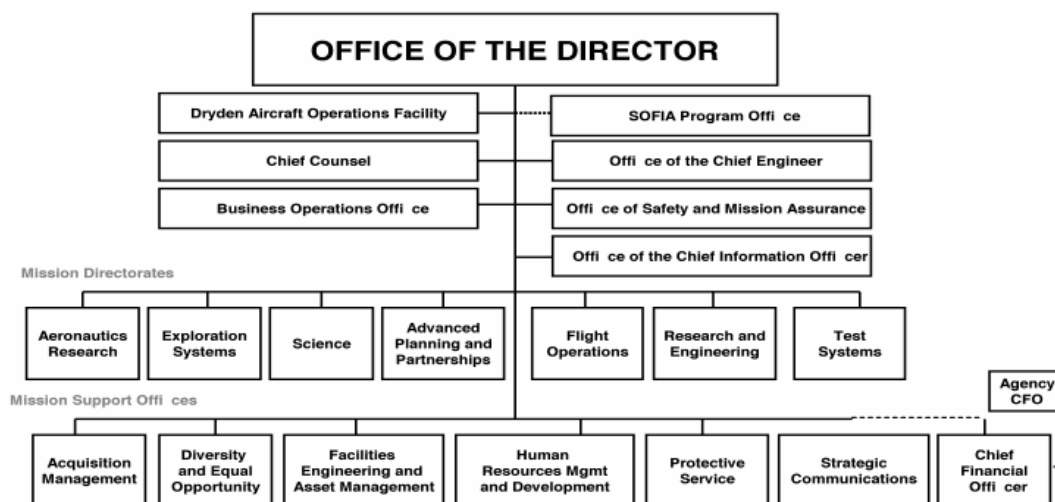 OFFICE OF THE DIRECTOR
Dryden Aircraft Operations Facility
SOFIA Program Offi ce
Chief Counsel
Offi ce of the Chief Engineer
Business Operations Offi ce
Offi ce of Safety and Mission Assurance
Offi ce of the Chief Information Offi cer
Mission Directorates
Aeronautics
Research
Exploration
Systems
Science
Advanced
Planning and
Partnerships
Flight
Operations
Research and
Engineering
Test
Systems
Mission Support Offi ces
Agency
CFO
Acquisition
Management
Diversity
and Equal
Opportunity
Facilities
Engineering and
Asset Management
Human
Resources Mgmt
and Development
Protective
Service
Strategic
Communications
Chief
Financial
Offi cer